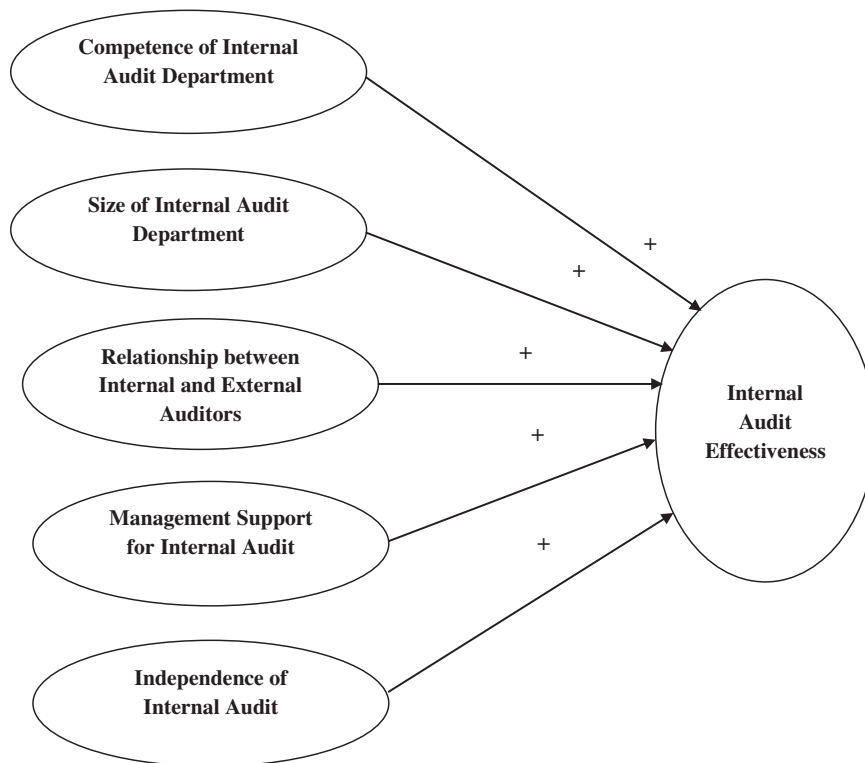 Competence of Internal
Audit Department
Size of Internal Audit
Department
+
+
Relationship between
Internal and External
Auditors
+
Internal
Audit
Effectiveness
+
Management Support
for Internal Audit
+
Independence of
Internal Audit